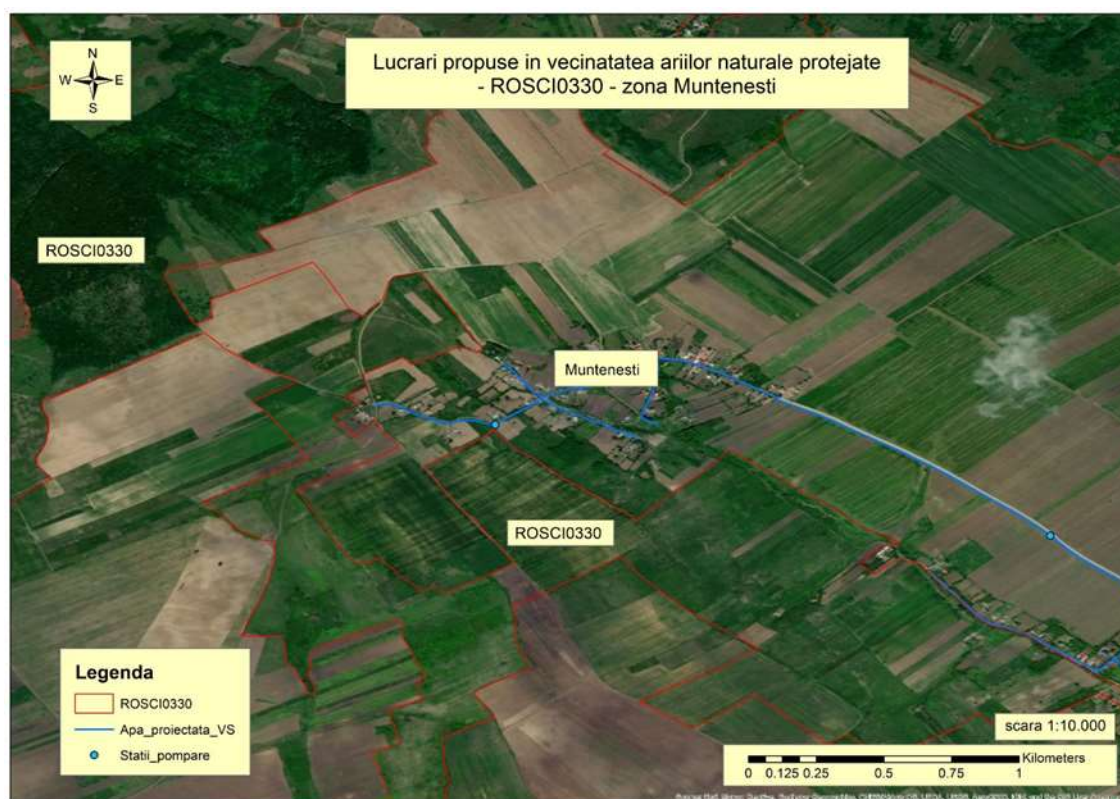 N
W E
S
Lucrari propuse in vecinatatea ariilor naturale protejate
- ROSCI0330 - zona Muntenesti
ROSCI0330
Muntenesti
ROSCI0330
Legenda
ROSCI0330
Apa_proiectata_VS
Statii_pompare
scara 1:10.000
Kilometers
0 0.125 0.25 0.5 0.75 1